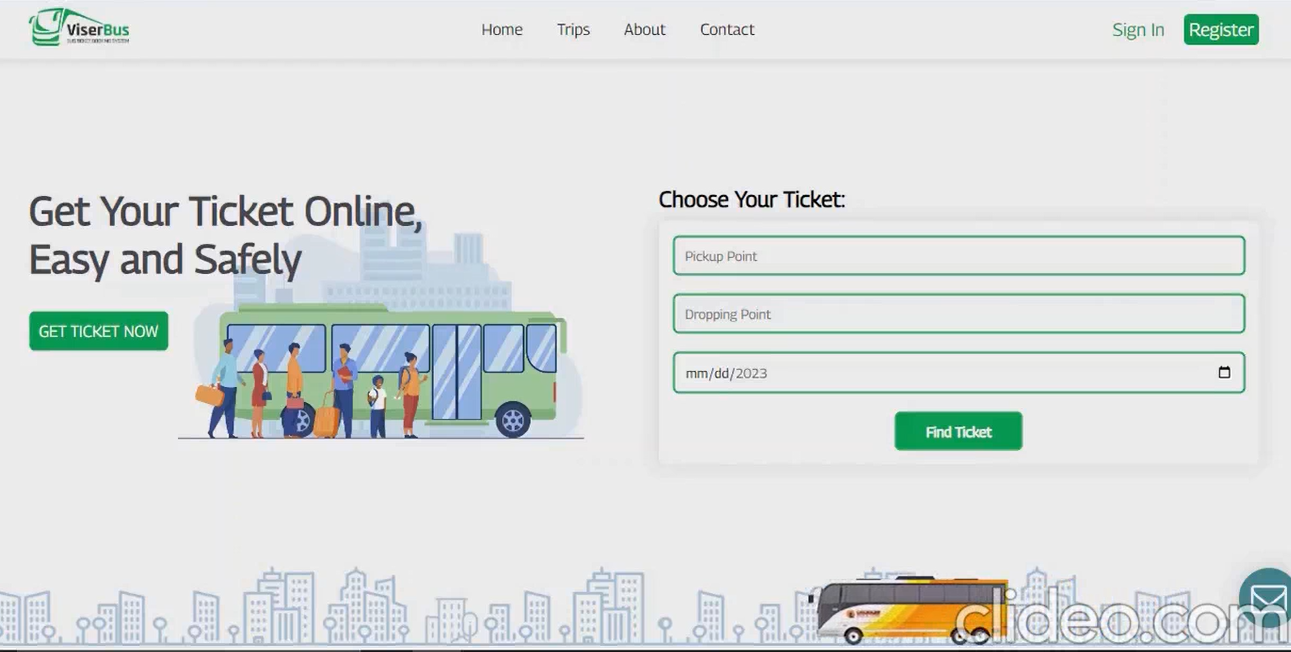 ViserBus
Home
Trips
About
Contact
Sign In
Register
Get Your Ticket Online,
Easy and Safely
GET TICKET NOW
Choose Your Ticket:
Pickup Point
Dropping Point
mm/dd/2023
Find Ticket
clideo.com